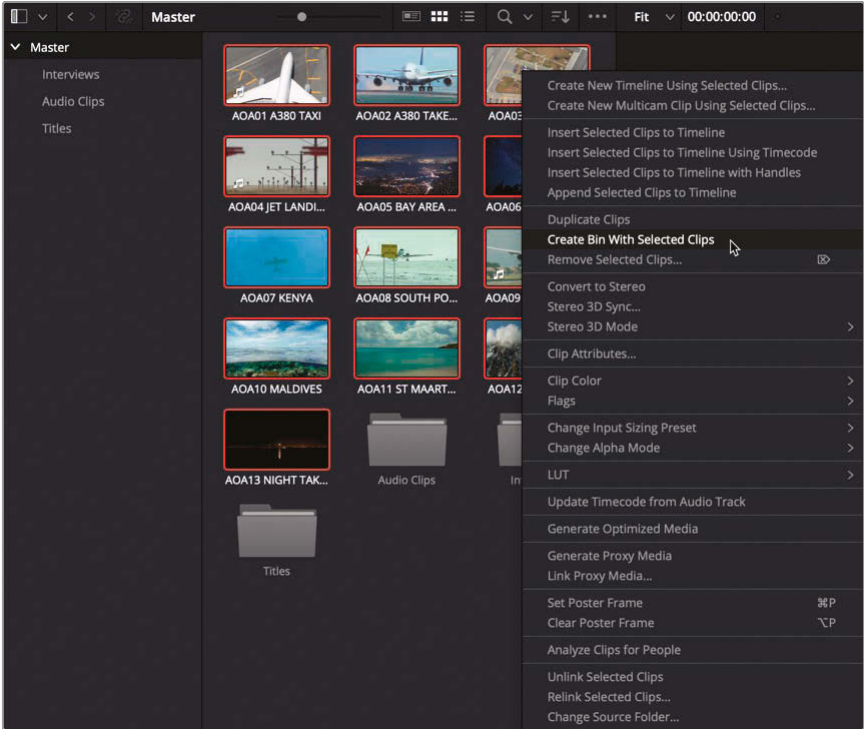 Master
Fit
00:00:00:00
Master
Interviews
Audio Clips
Titles
AOA01 A380 TAXI
AOA02 A380 TAKE...
AOA03
AOA04 JET LANDI...
AOA05 BAY AREA ...
AOA06
AOA07 KENYA
AOA08 SOUTH PO...
AOA09
AOA10 MALDIVES
AOA11 ST MAART...
AOA12
AOA13 NIGHT TAK...
Audio Clips
In
Titles
Create New Timeline Using Selected Clips...
Create New Multicam Clip Using Selected Clips...
Insert Selected Clips to Timeline
Insert Selected Clips to Timeline Using Timecode
Insert Selected Clips to Timeline with Handles
Append Selected Clips to Timeline
Duplicate Clips
Create Bin With Selected Clips
Remove Selected Clips... ⌦
Convert to Stereo
Stereo 3D Sync...
Stereo 3D Mode
Clip Attributes...
Clip Color
Flags
Change Input Sizing Preset
Change Alpha Mode
LUT
Update Timecode from Audio Track
Generate Optimized Media
Generate Proxy Media
Link Proxy Media...
Set Poster Frame ⌘P
Clear Poster Frame ⌥P
Analyze Clips for People
Unlink Selected Clips
Relink Selected Clips...
Change Source Folder...